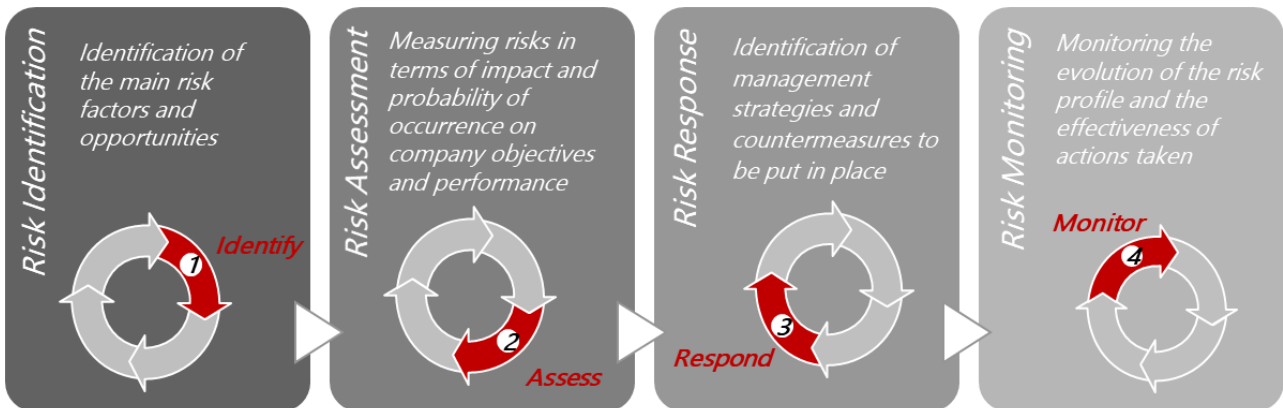 Risk Identification
Identification of
the main risk
factors and
opportunities
1
Identify
Risk Assessment
Measuring risks in
terms of impact and
probability of
occurrence on
company objectives
and performance
2
Assess
Risk Response
Identification of
management
strategies and
countermeasures to
be put in place
3
Respond
Risk Monitoring
Monitoring the
evolution of the risk
profile and the
effectiveness of
actions taken
Monitor
4